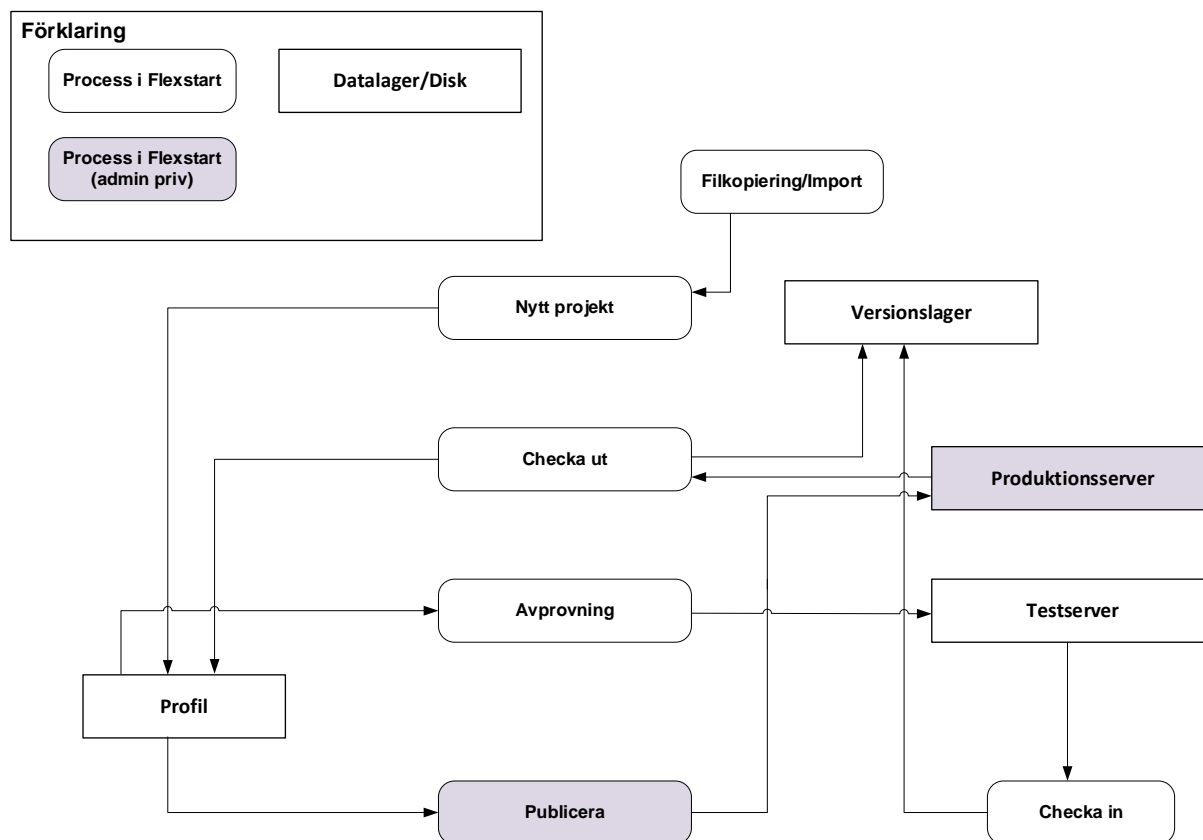 Förklaring
Process i Flexstart
Datalager/Disk
Process i Flexstart
(admin priv)
Filkopiering/Import
Nytt projekt
Versionslager
Checka ut
Produktionsserver
Avprovning
Testserver
Profil
Publicera
Checka in